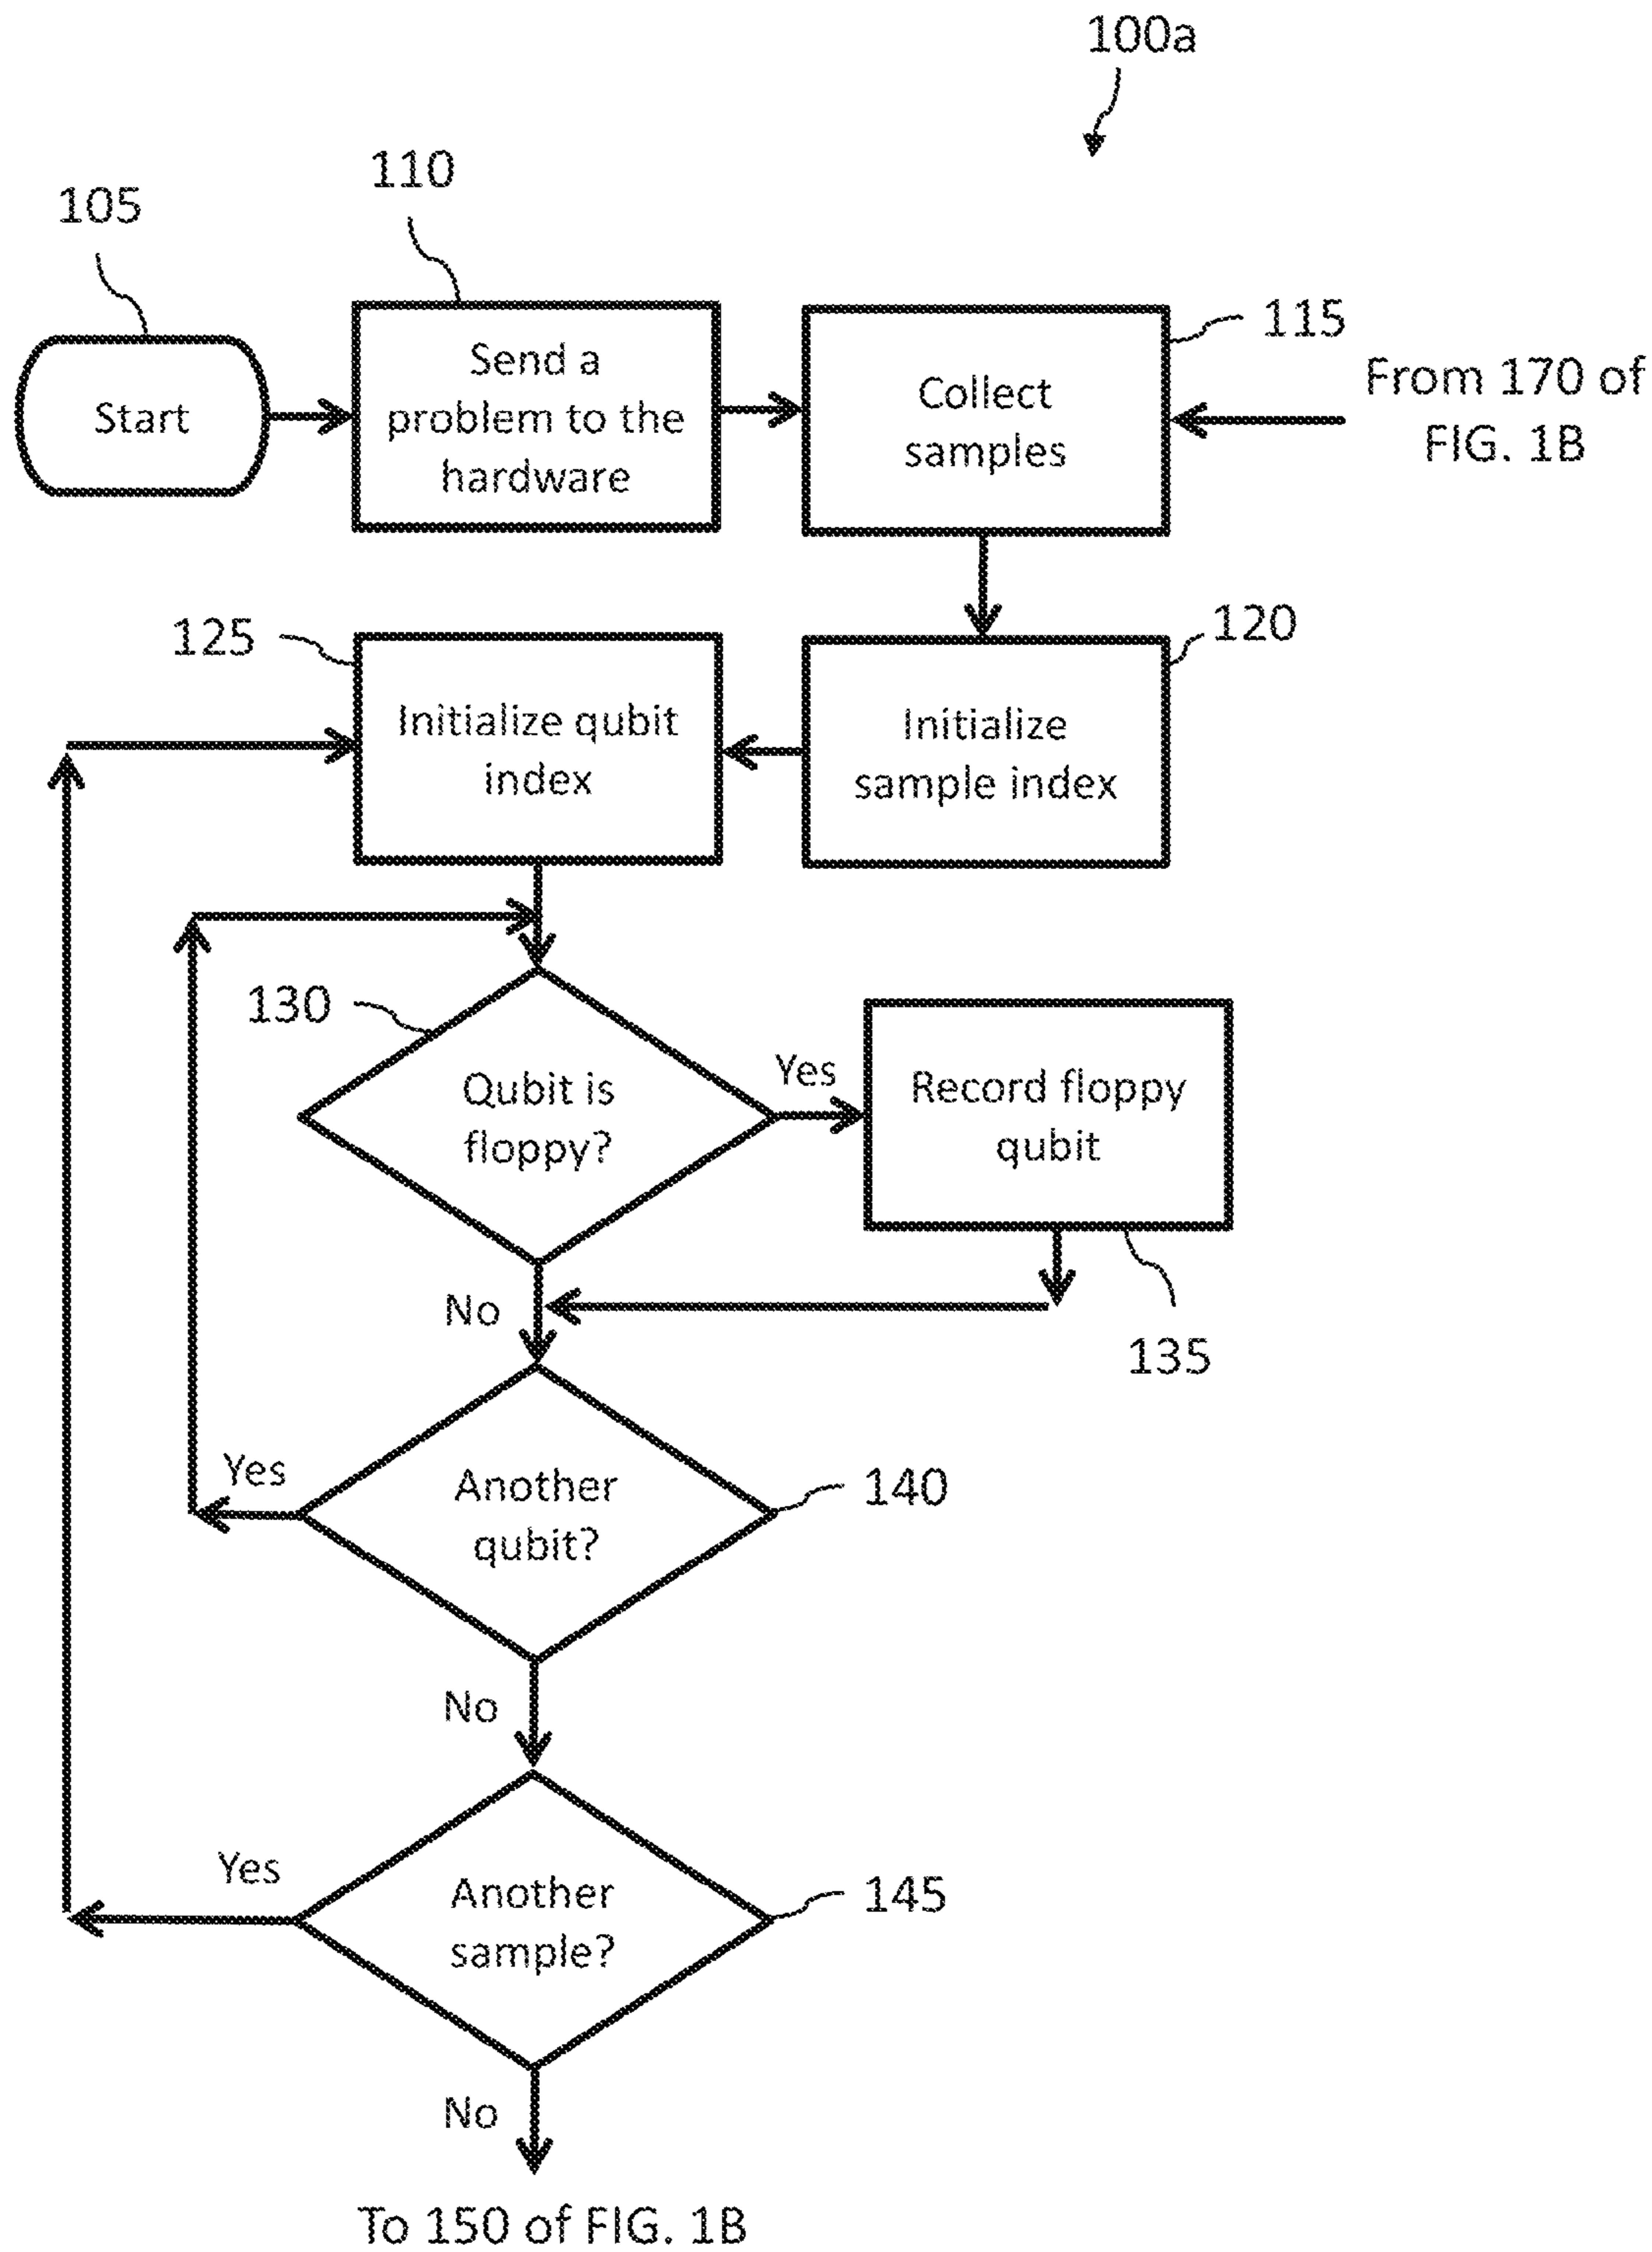 100a
110
105
Send a
problem to the
hardware
Start
115
Collect
samples
From 170 of
FIG. 1B
125
120
Initialize qubit
index
Initialize
sample index
130
Qubit is
floppy?
Yes
Record floppy
qubit
No
135
Yes
Another
qubit?
140
No
Yes
Another
sample?
145
No
To 150 of FIG. 1B